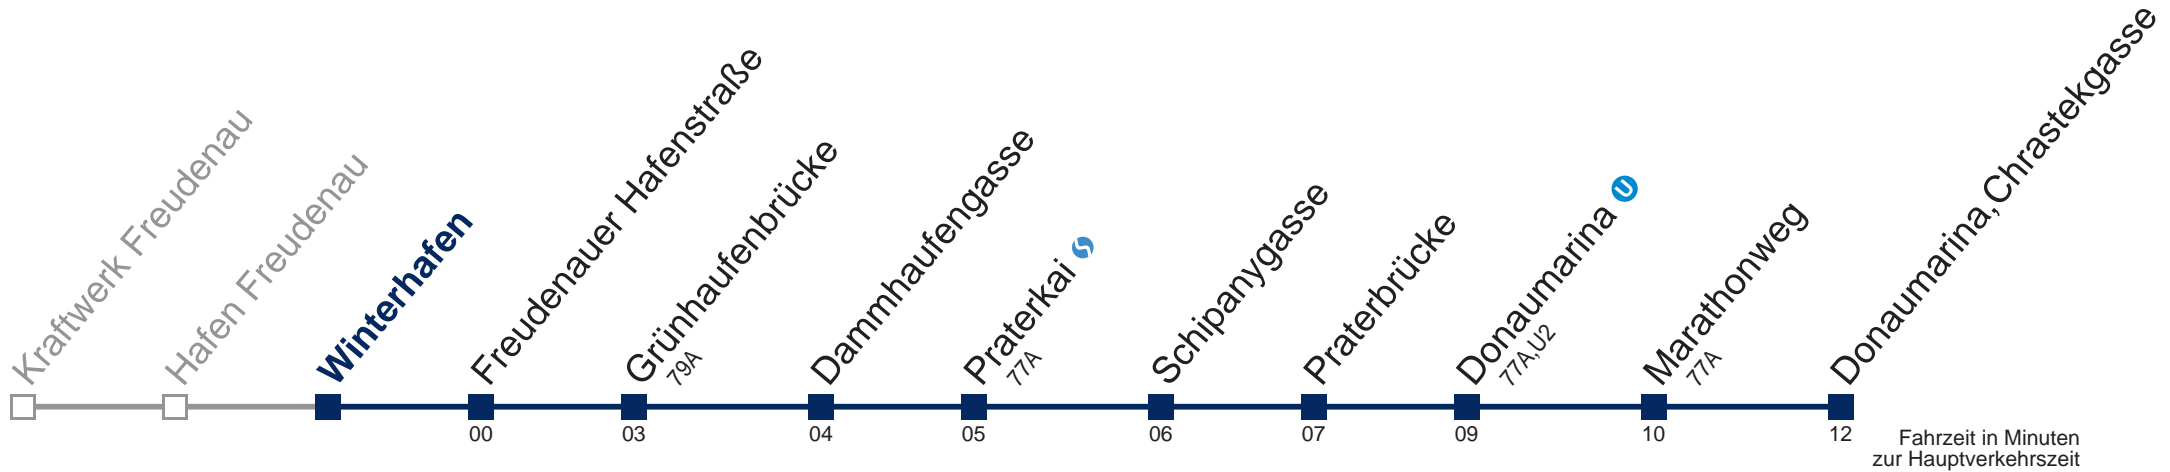 Kraftwerk Freudenau
Hafen Freudenau
Winterhafen
Freudenauer Hafenstraße
00
Grünhaufenbrücke
79A
03
Dammhaufengasse
04
Praterkai
77A
05
Schipanygasse
06
Praterbrücke
07
Donaumarina U
77A,U2
09
Marathonweg
77A
10
Donaumarina, Chrastekgasse
12
Fahrzeit in Minuten
zur Hauptverkehrszeit